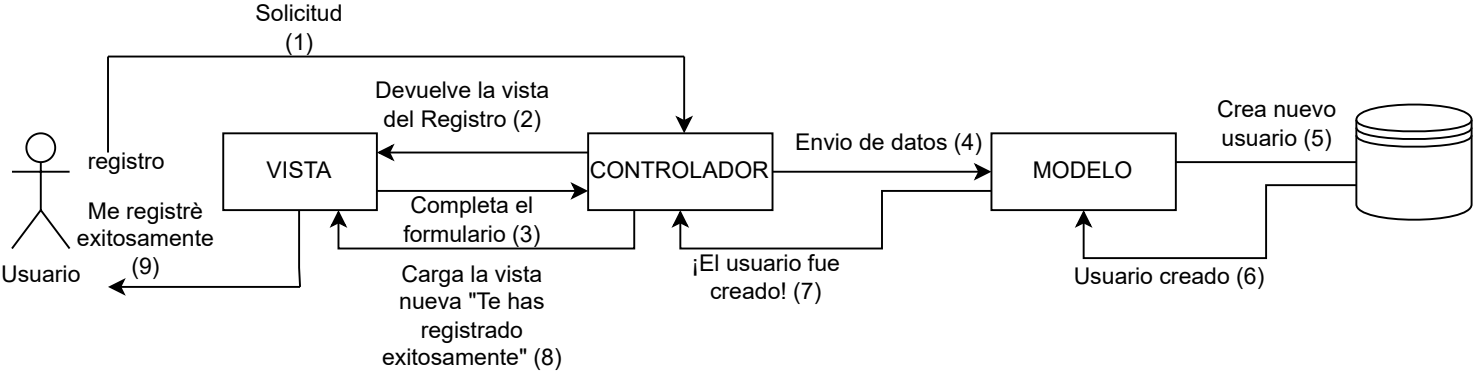 Solicitud
(1)
Devuelve la vista
del Registro (2)
registro
VISTA
CONTROLADOR
Envio de datos (4)
MODELO
Crea nuevo
usuario (5)
Me registrè
exitosamente
(9)
Usuario
Completa el
formulario (3)
Carga la vista
nueva "Te has
registrado
exitosamente" (8)
¡El usuario fue
creado! (7)
Usuario creado (6)